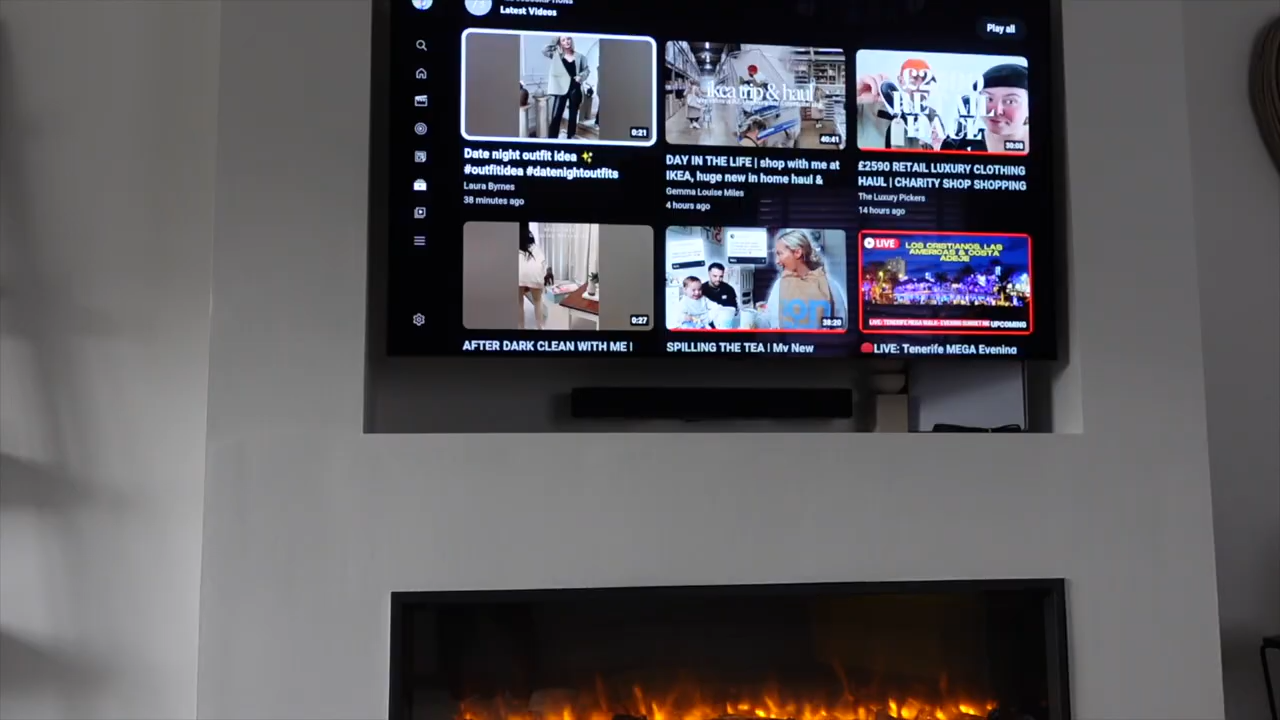 Latest Videos
Play all
0:21
ikea trip & haul
40:41
30:08
Date night outfit idea ✨
#outfitidea #datenightoutfits
Laura Byrnes
38 minutes ago
DAY IN THE LIFE | shop with me at
IKEA, huge new in home haul &
Gemma Louise Miles
4 hours ago
£2590 RETAIL LUXURY CLOTHING
HAUL | CHARITY SHOP SHOPPING
The Luxury Pickers
14 hours ago
0:27
38:20
LIVE
LOS CRISTIANOS, LAS
AMERICAS & COSTA
ADEJE
UPCOMING
AFTER DARK CLEAN WITH ME |
SPILLING THE TEA | My New
🔴LIVE: Tenerife MEGA Evening